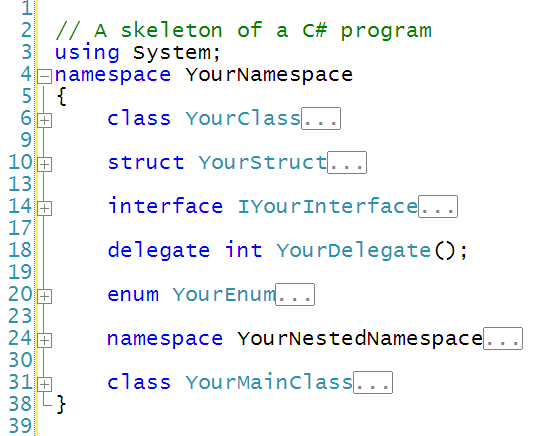 1
2 // A skeleton of a C# program
3 using System;
4 namespace YourNamespace
5 {
6 class YourClass...
9
10 struct YourStruct...
13
14 interface IYourInterface...
17
18 delegate int YourDelegate();
19
20 enum YourEnum...
23
24 namespace YourNestedNamespace...
30
31 class YourMainClass...
38 }
39